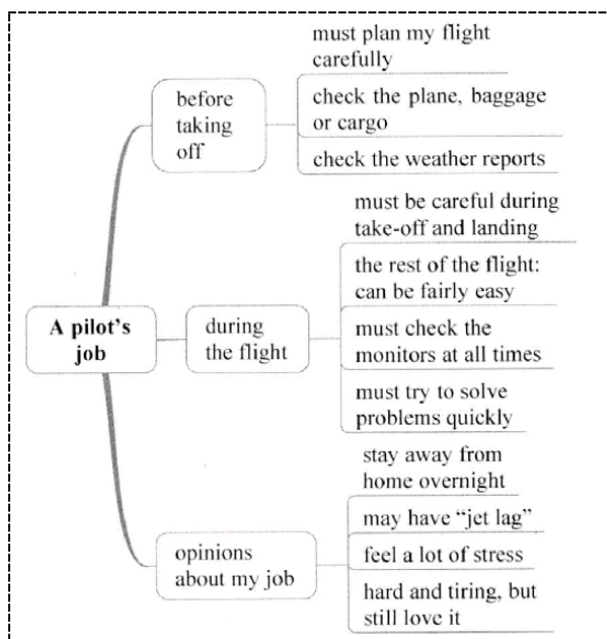 A pilot's
job
before
taking
off
must plan my flight
carefully
check the plane, baggage
or cargo
check the weather reports
during
the flight
must be careful during
take-off and landing
the rest of the flight:
can be fairly easy
must check the
monitors at all times
must try to solve
problems quickly
opinions
about my job
stay away from
home overnight
may have "jet lag"
feel a lot of stress
hard and tiring, but
still love it